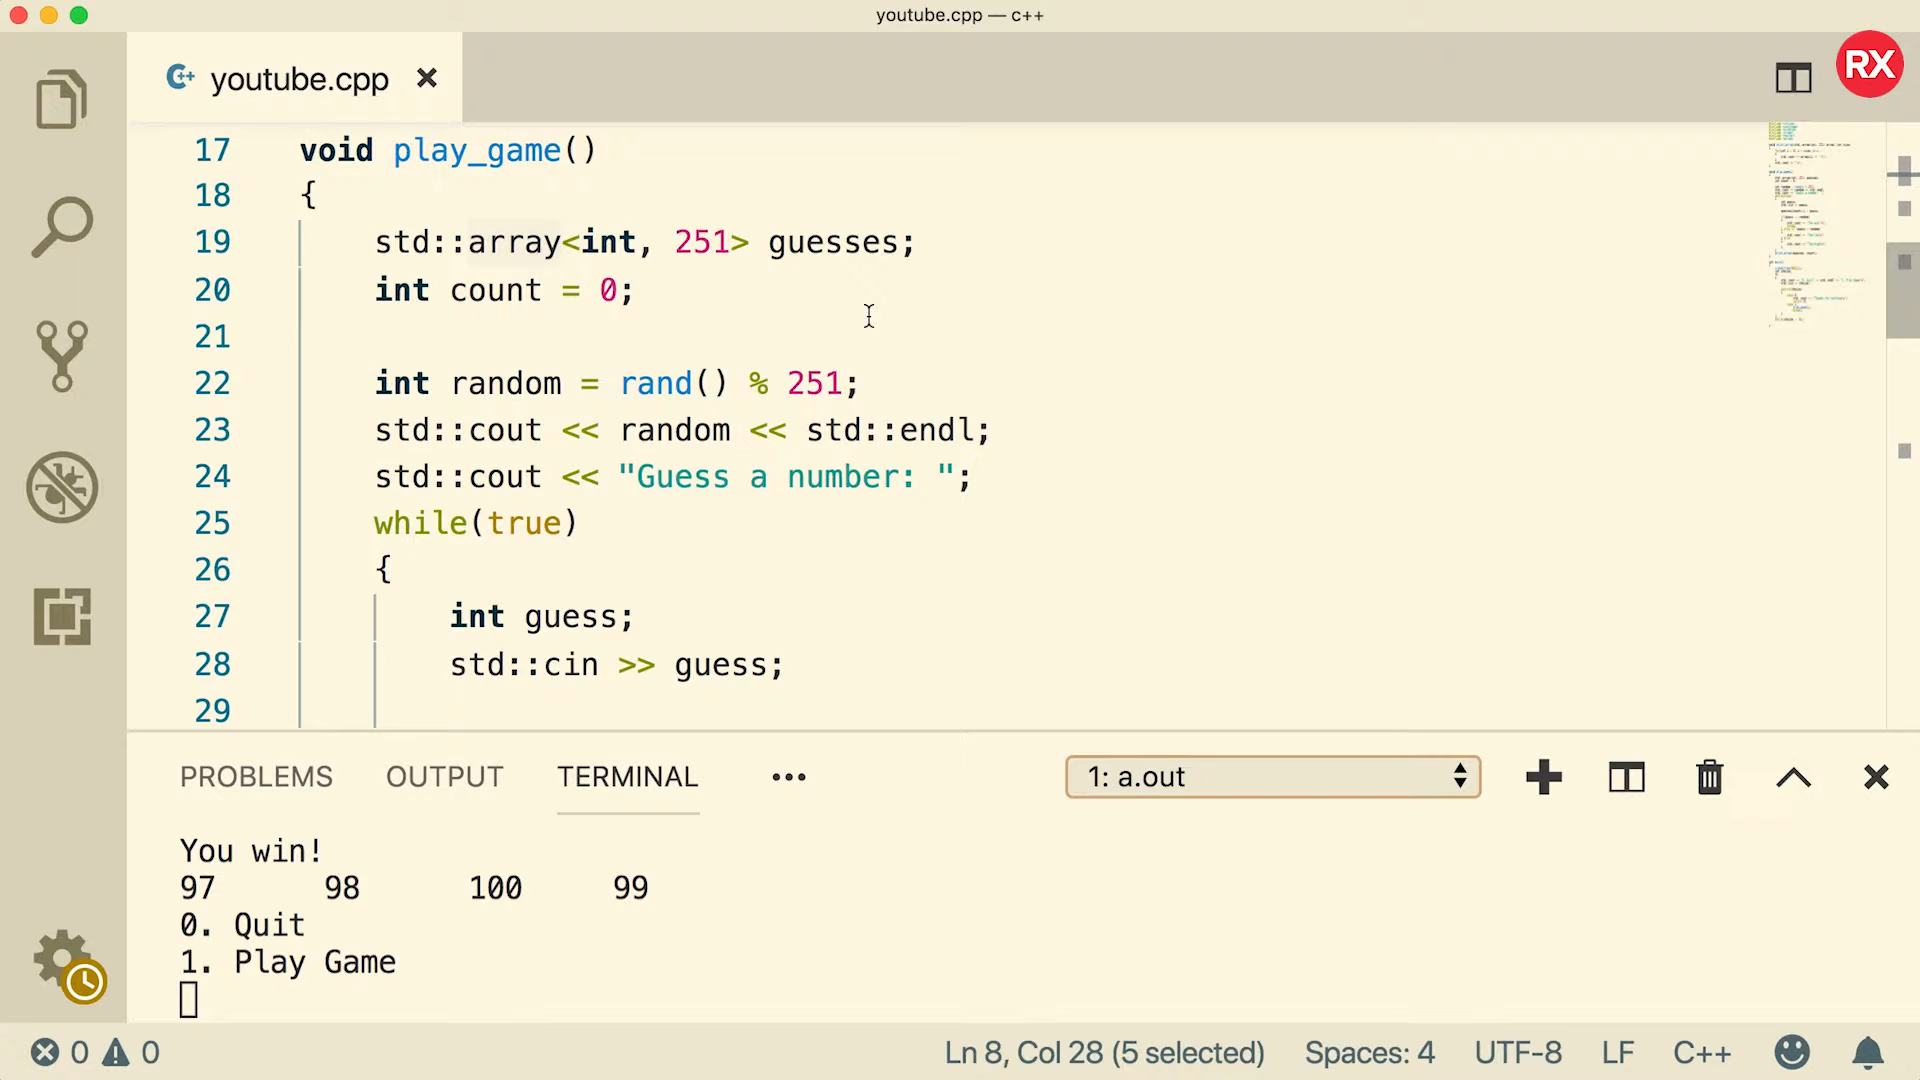 youtube.cpp — c++
RX
youtube.cpp
17 void play_game()
18 {
19 std::array<int, 251> guesses;
20 int count = 0;
21
22 int random = rand() % 251;
23 std::cout << random << std::endl;
24 std::cout << "Guess a number: ";
25 while(true)
26 {
27 int guess;
28 std::cin >> guess;
29
PROBLEMS OUTPUT TERMINAL ••• 1: a.out
You win!
97 98 100 99
0. Quit
1. Play Game
0 0 Ln 8, Col 28 (5 selected) Spaces: 4 UTF-8 LF C++